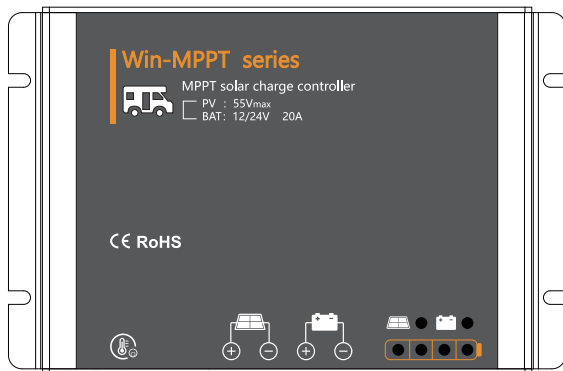 Win-MPPT series
MPPT solar charge controller
PV : 55Vmax
BAT: 12/24V 20A
CE RoHS
+ - + -